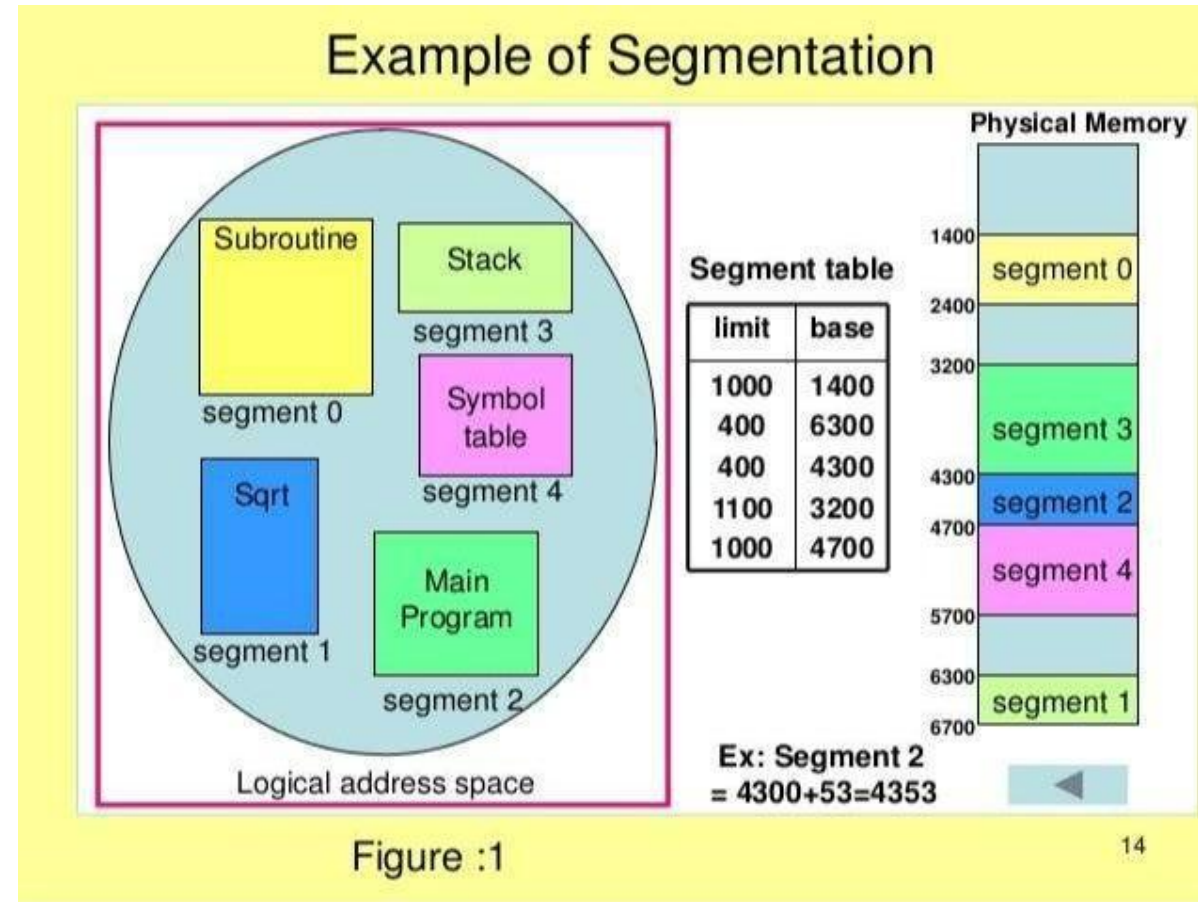 Example of Segmentation
Subroutine
segment 0
Stack
segment 3
Symbol
table
segment 4
Sqrt
segment 1
Main
Program
segment 2
Logical address space
Segment table
limit base
1000 1400
400 6300
400 4300
1100 3200
1000 4700
Ex: Segment 2
= 4300+53=4353
Physical Memory
1400
segment 0
2400
3200
segment 3
4300
segment 2
4700
segment 4
5700
6300
segment 1
6700
Figure :1
14